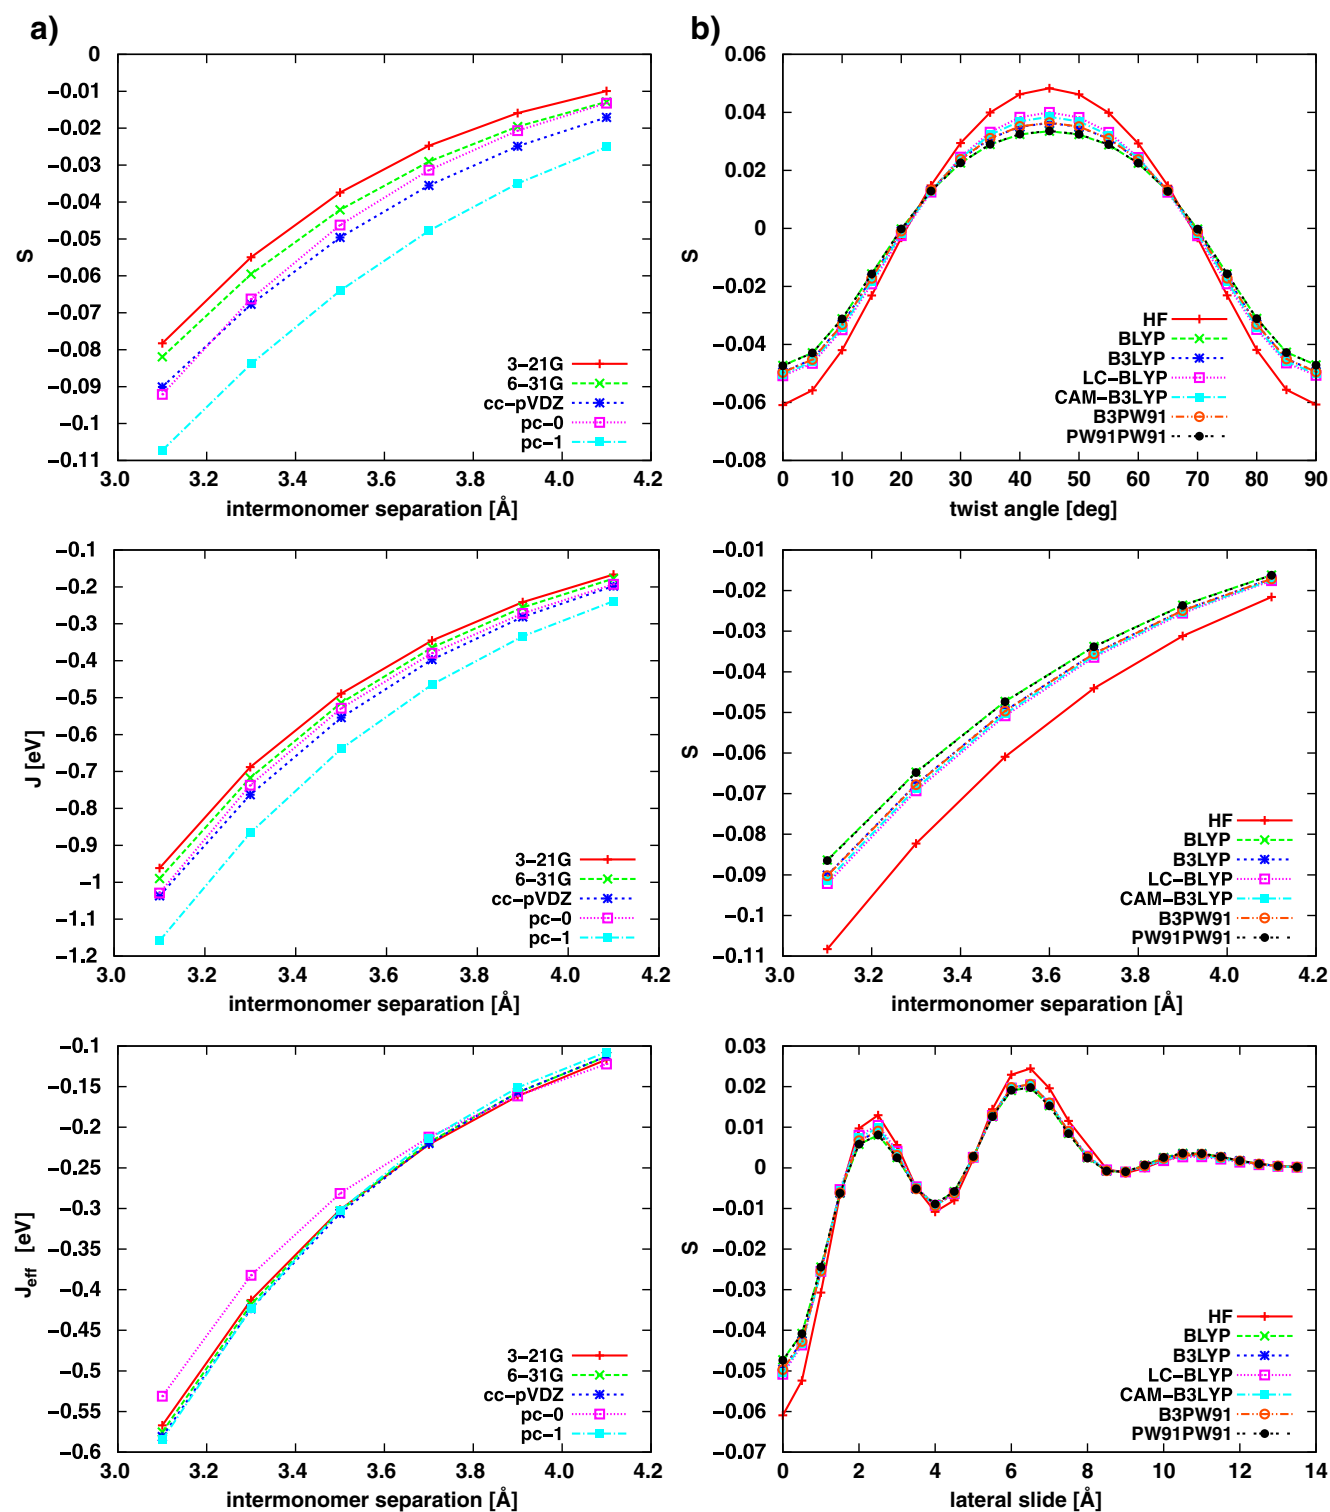 a)
0
−0.01
−0.02
−0.03
−0.04
−0.05
−0.06
−0.07
−0.08
−0.09
−0.1
−0.11
S
3−21G
6−31G
cc−pVDZ
pc−0
pc−1
3.0 3.2 3.4 3.6 3.8 4.0 4.2
intermonomer separation [Å]
−0.1
−0.2
−0.3
−0.4
−0.5
−0.6
−0.7
−0.8
−0.9
−1
−1.1
−1.2
J [eV]
3−21G
6−31G
cc−pVDZ
pc−0
pc−1
3.0 3.2 3.4 3.6 3.8 4.0 4.2
intermonomer separation [Å]
−0.1
−0.15
−0.2
−0.25
−0.3
−0.35
−0.4
−0.45
−0.5
−0.55
−0.6
Jeff [eV]
3−21G
6−31G
cc−pVDZ
pc−0
pc−1
3.0 3.2 3.4 3.6 3.8 4.0 4.2
intermonomer separation [Å]
b)
0.06
0.04
0.02
0
−0.02
−0.04
−0.06
−0.08
S
HF
BLYP
B3LYP
LC−BLYP
CAM−B3LYP
B3PW91
PW91PW91
0 10 20 30 40 50 60 70 80 90
twist angle [deg]
−0.01
−0.02
−0.03
−0.04
−0.05
−0.06
−0.07
−0.08
−0.09
−0.1
−0.11
S
HF
BLYP
B3LYP
LC−BLYP
CAM−B3LYP
B3PW91
PW91PW91
3.0 3.2 3.4 3.6 3.8 4.0 4.2
intermonomer separation [Å]
0.03
0.02
0.01
0
−0.01
−0.02
−0.03
−0.04
−0.05
−0.06
−0.07
S
HF
BLYP
B3LYP
LC−BLYP
CAM−B3LYP
B3PW91
PW91PW91
0 2 4 6 8 10 12 14
lateral slide [Å]